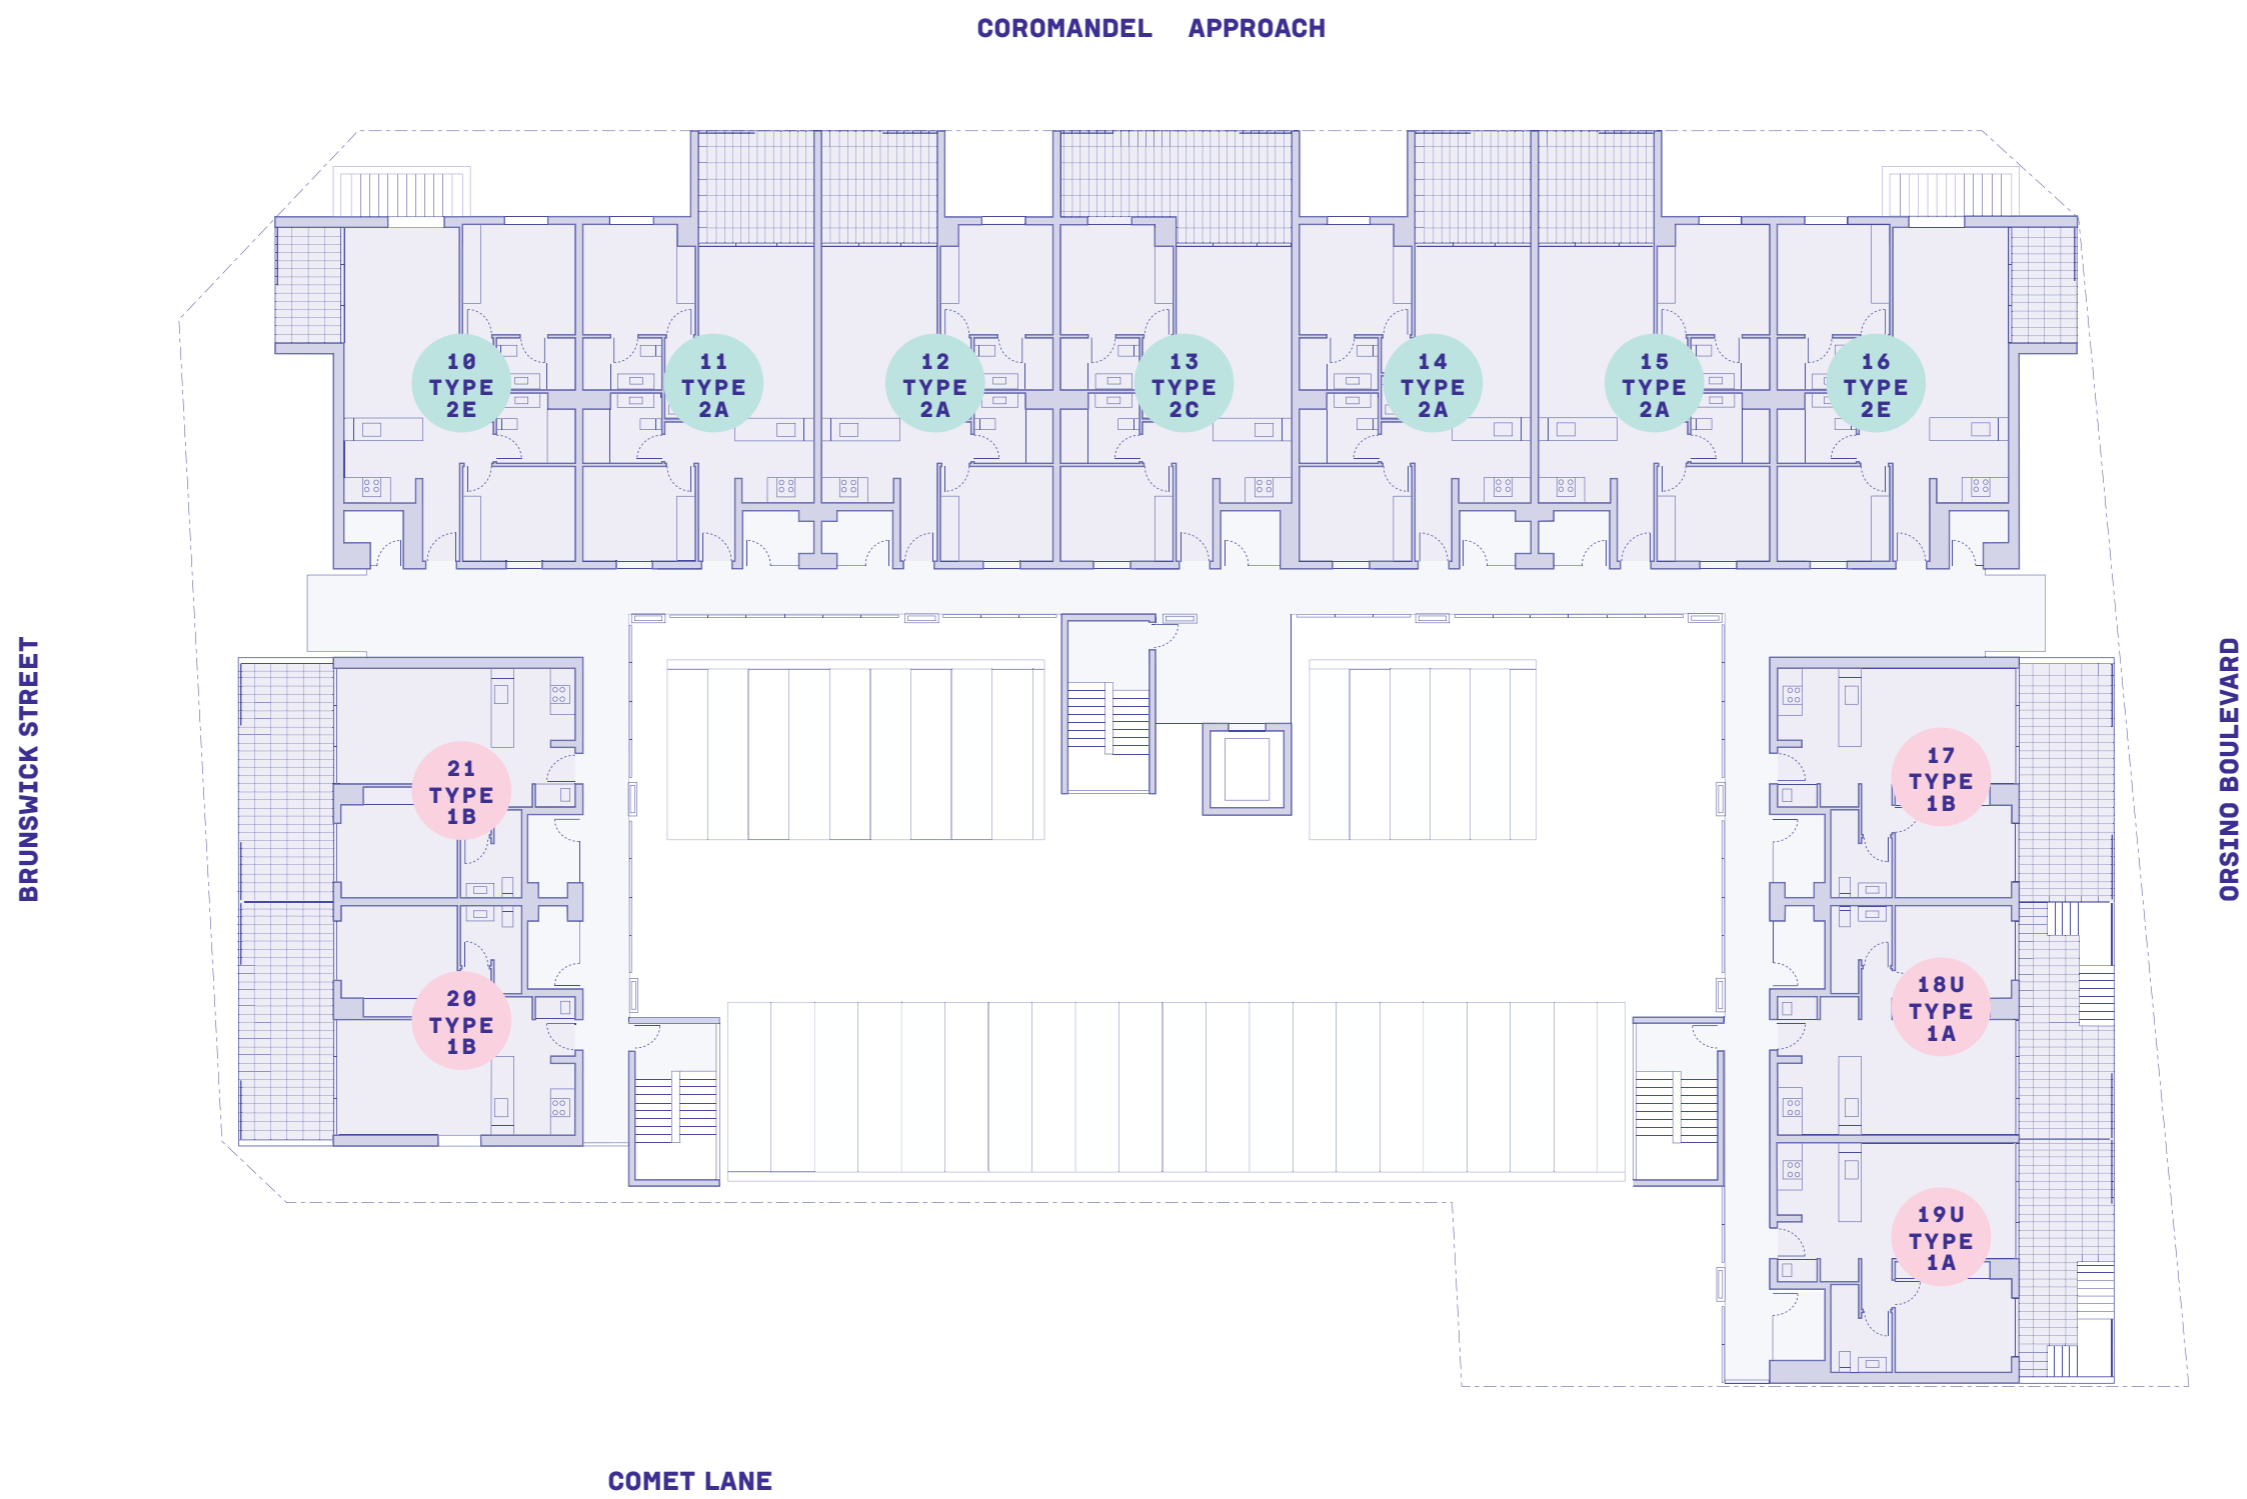 COROMANDEL APPROACH
10
TYPE
2E
11
TYPE
2A
12
TYPE
2A
13
TYPE
2C
14
TYPE
2A
15
TYPE
2A
16
TYPE
2E
BRUNSWICK STREET
ORSINO BOULEVARD
21
TYPE
1B
17
TYPE
1B
20
TYPE
1B
18U
TYPE
1A
19U
TYPE
1A
COMET LANE